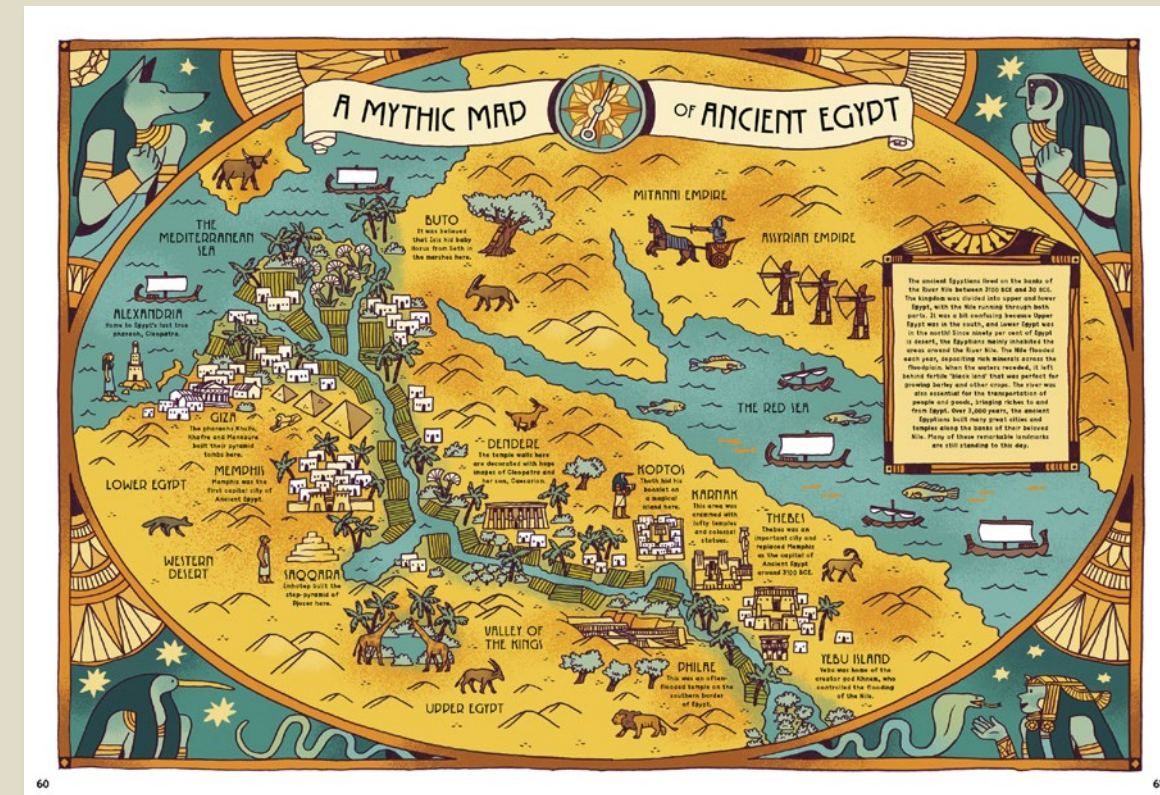 A MYTHIC MAP OF ANCIENT EGYPT
THE
MEDITERRANEAN
SEA
BUTO
It was believed
that Isis hid baby
Horus from Seth in
the marshes here.
MITANNI EMPIRE
ASSYRIAN EMPIRE
ALEXANDRIA
Home to Egypt's last true
pharaoh, Cleopatra.
The ancient Egyptians lived on the banks of
the River Nile between 3100 BCE and 30 BCE.
The kingdom was divided into upper and lower
Egypt, with the Nile running through both
parts. It was a bit confusing because Upper
Egypt was in the south, and Lower Egypt was
in the north! Since ninety per cent of Egypt
is desert, the Egyptians mainly inhabited the
areas around the River Nile. The Nile flooded
each year, depositing rich minerals across the
floodplain. When the waters receded, it left
behind fertile 'black land' that was perfect for
growing barley and other crops. The river was
also essential for the transportation of
people and goods, bringing riches to and
from Egypt. Over 3,000 years, the ancient
Egyptians built many great cities and
temples along the banks of their beloved
Nile. Many of these remarkable landmarks
are still standing to this day.
THE RED SEA
GIZA
The pharaohs Khufu,
Khafre and Menkaure
built their pyramid
tombs here.
MEMPHIS
Memphis was the
first capital city of
Ancient Egypt.
LOWER EGYPT
DENDERE
The temple walls here
are decorated with huge
images of Cleopatra and
her son, Caesarion.
KOPTOS
Thoth hid his
booklet on
a magical
island here.
KARNAK
This area was
crammed with
lofty temples
and colossal
statues.
THEBES
Thebes was an
important city and
replaced Memphis
as the capital of
Ancient Egypt
around 3100 BCE.
WESTERN
DESERT
SAQQARA
Imhotep built the
step-pyramid of
Djoser here.
VALLEY OF
THE KINGS
UPPER EGYPT
PHILAE
This was an often-
flooded temple on the
southern border
of Egypt.
YEBU ISLAND
Yebu was home of the
creator god Khnum, who
controlled the flooding
of the Nile.
60